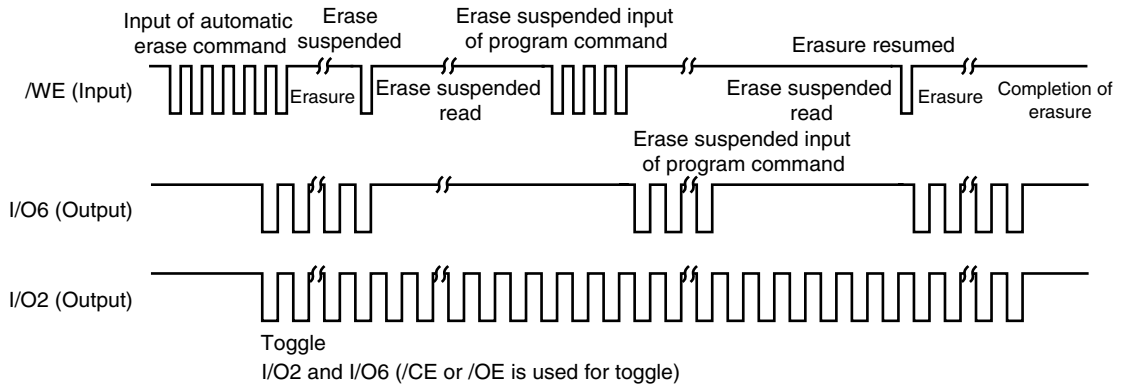 Input of automatic
erase command
Erase
suspended
Erase suspended input
of program command
Erasure resumed
/WE (Input)
Erasure
Erase suspended
read
Erase suspended
read
Erasure
Completion of
erasure
Erase suspended input
of program command
I/O6 (Output)
I/O2 (Output)
Toggle
I/O2 and I/O6 (/CE or /OE is used for toggle)